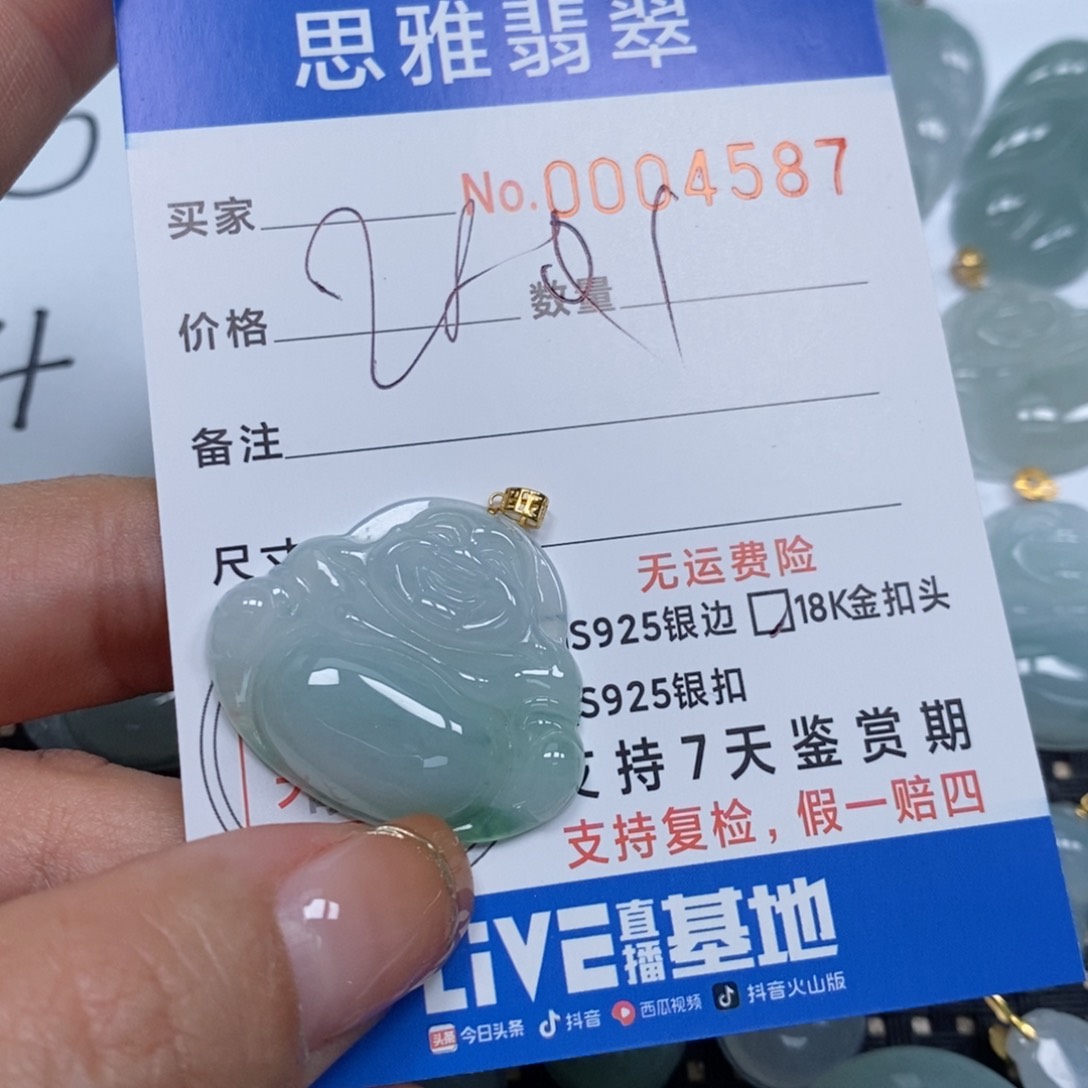 思雅翡翠
No.0004587
买家
价格 数量
备注
尺寸
无运费险
S925银边 18K金扣头
S925银扣
支持7天鉴赏期
支持复检，假一赔四
LiVE直播基地
头条 今日头条 抖音 西瓜视频 抖音火山版